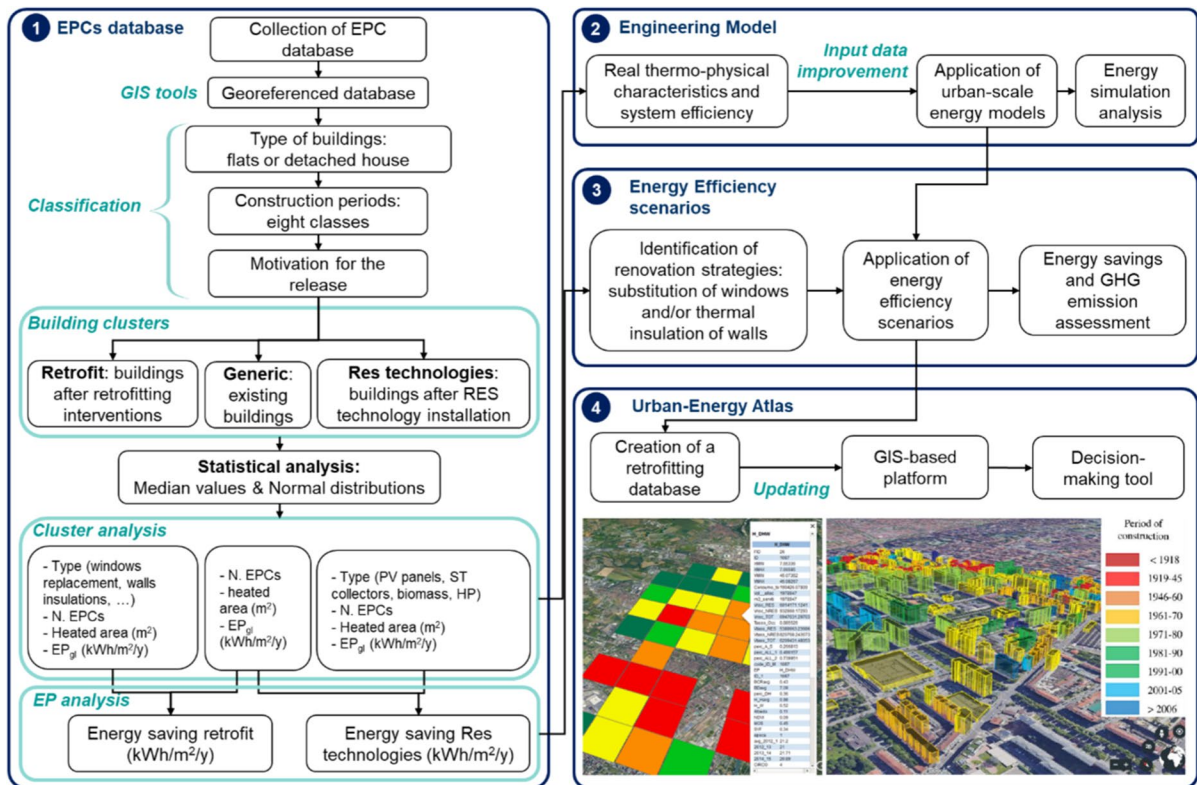 1 EPCs database
Collection of EPC
database
GIS tools
Georeferenced database
Type of buildings:
flats or detached house
Classification
Construction periods:
eight classes
Motivation for the
release
Building clusters
Retrofit: buildings
after retrofitting
interventions
Generic:
existing
buildings
Res technologies:
buildings after RES
technology installation
Statistical analysis:
Median values & Normal distributions
Cluster analysis
- Type (windows
replacement, walls
insulations, ...)
- N. EPCs
- Heated area (m²)
- EPgl (kWh/m²/y)
- N. EPCs
- heated
area (m²)
- EPgl
(kWh/m²/y)
- Type (PV panels, ST
collectors, biomass, HP)
- N. EPCs
- Heated area (m²)
- EPgl (kWh/m²/y)
EP analysis
Energy saving retrofit
(kWh/m²/y)
Energy saving Res
technologies (kWh/m²/y)
2 Engineering Model
Real thermo-physical
characteristics and
system efficiency
Input data
improvement
Application of
urban-scale
energy models
Energy
simulation
analysis
3 Energy Efficiency
scenarios
Identification of
renovation strategies:
substitution of windows
and/or thermal
insulation of walls
Application of
energy
efficiency
scenarios
Energy savings
and GHG
emission
assessment
4 Urban-Energy Atlas
Creation of a
retrofitting
database
Updating
GIS-based
platform
Decision-
making tool
Period of
construction
< 1918
1919-45
1946-60
1961-70
1971-80
1981-90
1991-00
2001-05
> 2006